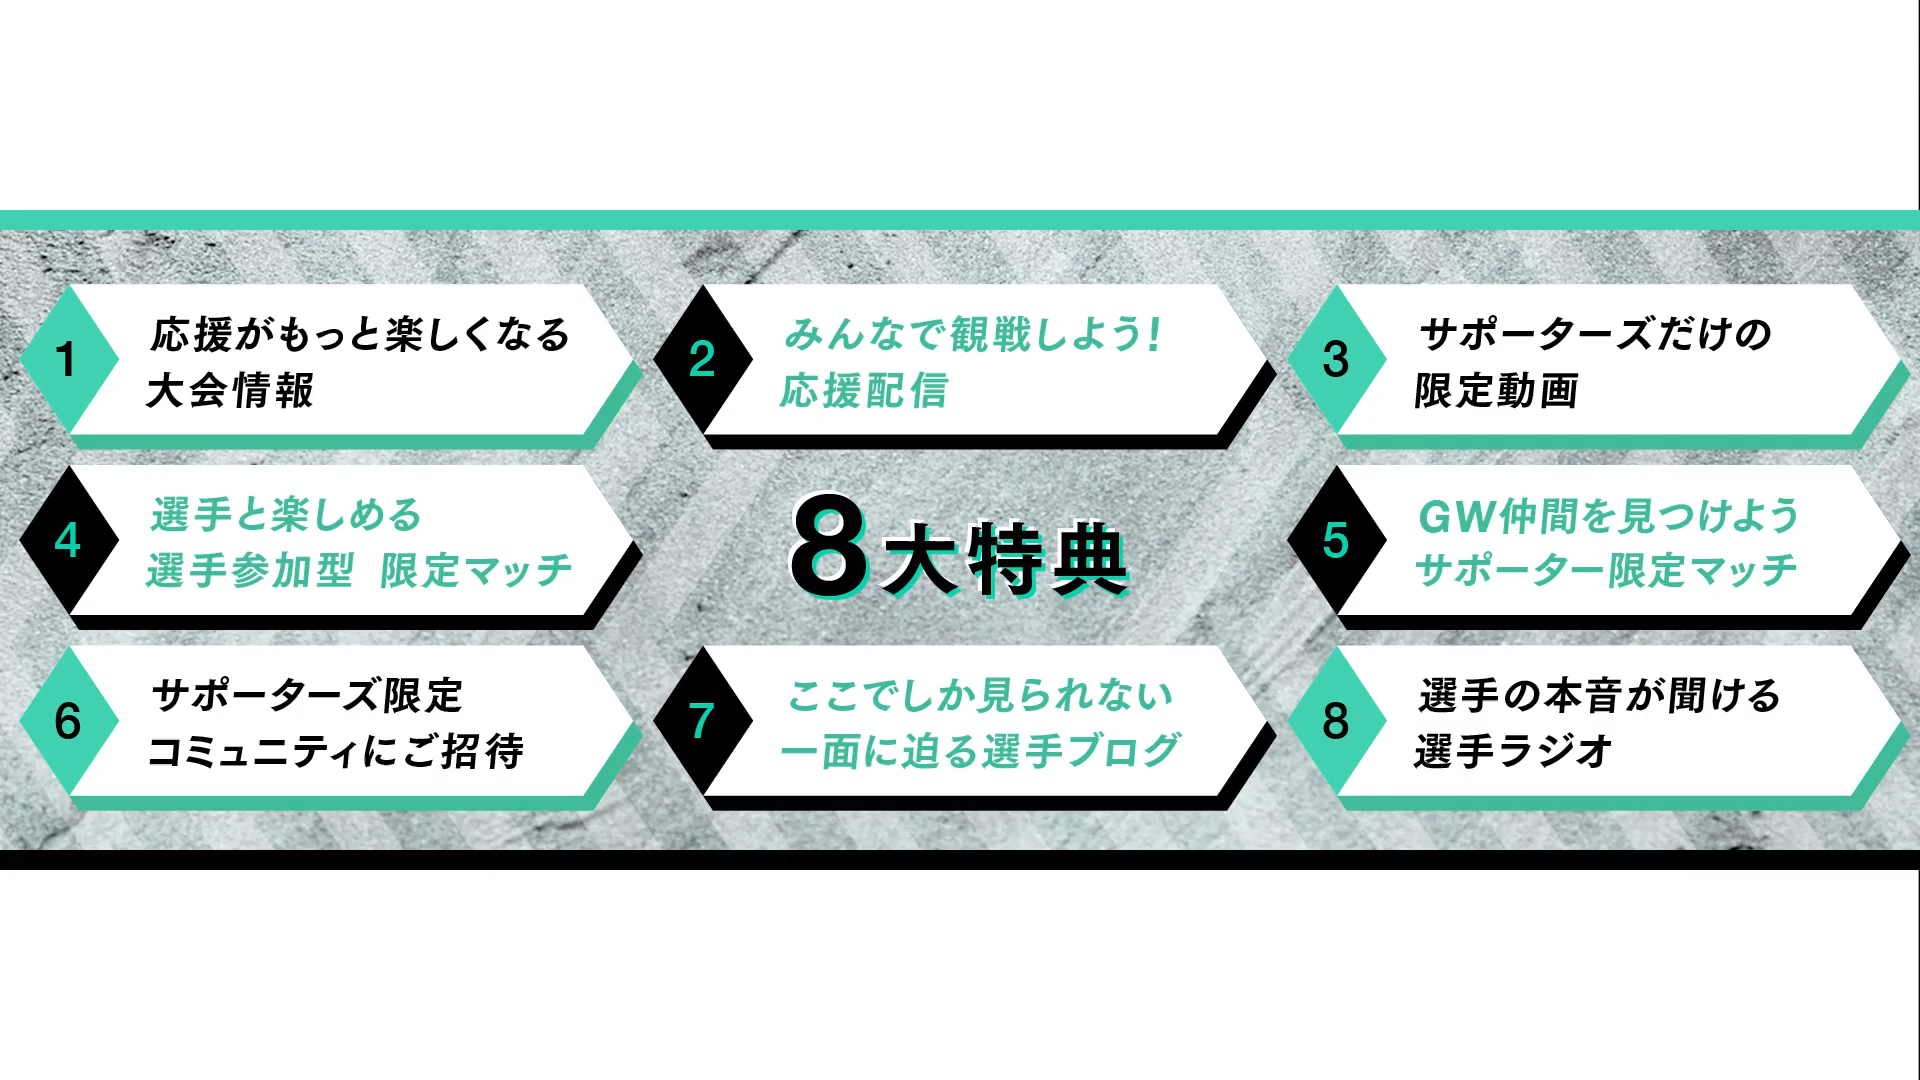 1
応援がもっと楽しくなる
大会情報
2
みんなで観戦しよう!
応援配信
3
サポーターズだけの
限定動画
4
選手と楽しめる
選手参加型 限定マッチ
8大特典
5
GW仲間を見つけよう
サポーター限定マッチ
6
サポーターズ限定
コミュニティにご招待
7
ここでしか見られない
一面に迫る選手ブログ
8
選手の本音が聞ける
選手ラジオ